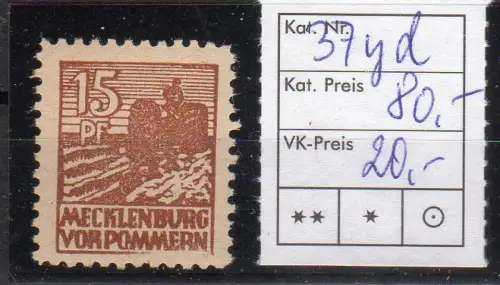 15
PF
MECKLENBURG
VORPOMMERN
Kat. Nr.
37yd
Kat. Preis
80,-
VK-Preis
20,-
** * ⊙